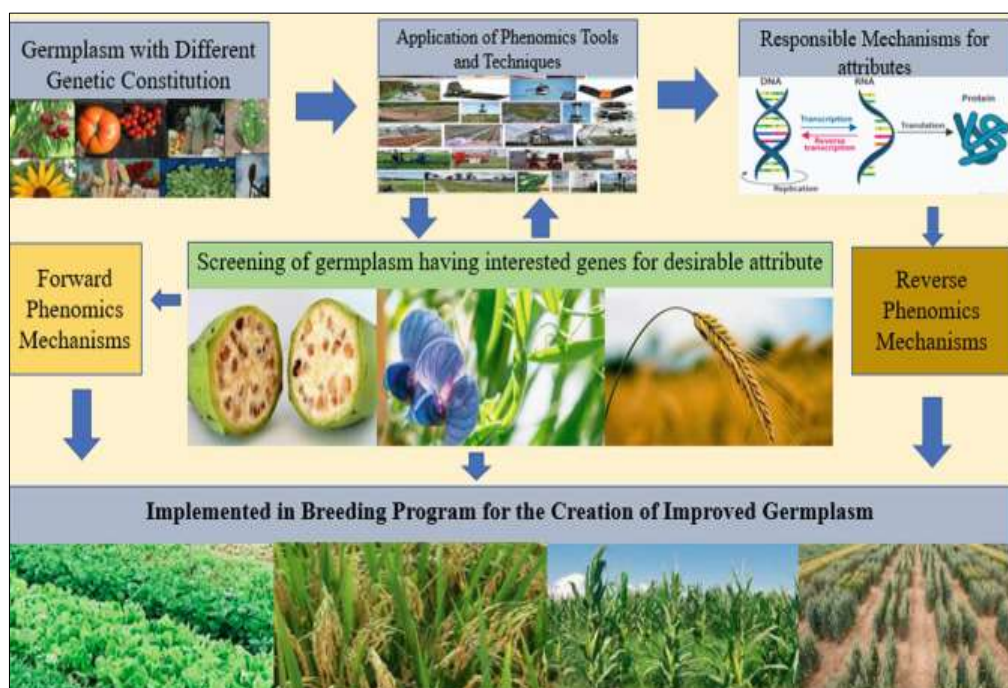 Germplasm with Different
Genetic Constitution
Application of Phenomics Tools
and Techniques
Responsible Mechanisms for
attributes
DNA
RNA
Protein
Transcription
Reverse
transcription
Translation
Replication
Forward
Phenomics
Mechanisms
Screening of germplasm having interested genes for desirable attribute
Reverse
Phenomics
Mechanisms
Implemented in Breeding Program for the Creation of Improved Germplasm